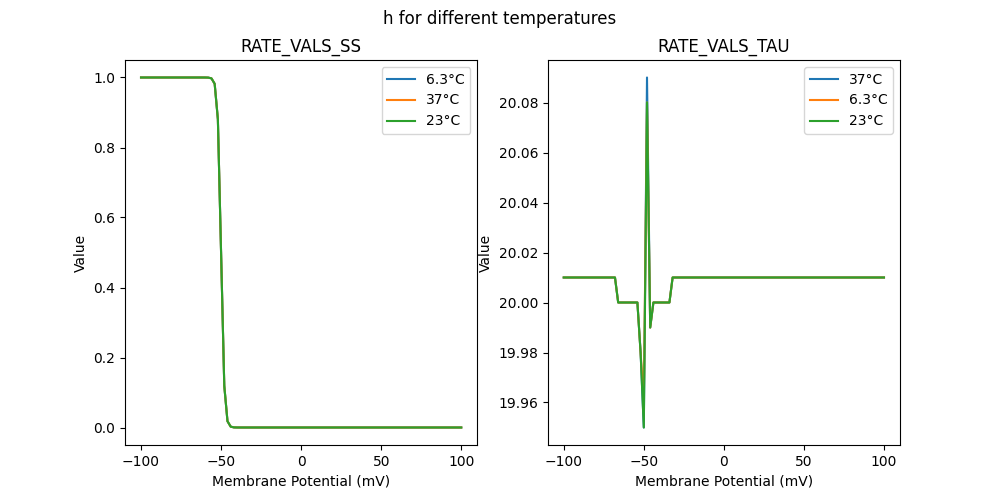 h for different temperatures
RATE_VALS_SS
1.0
0.8
0.6
0.4
0.2
0.0
Value
−100
−50
0
50
100
Membrane Potential (mV)
6.3°C
37°C
23°C
RATE_VALS_TAU
20.08
20.06
20.04
20.02
20.00
19.98
19.96
Value
−100
−50
0
50
100
Membrane Potential (mV)
37°C
6.3°C
23°C